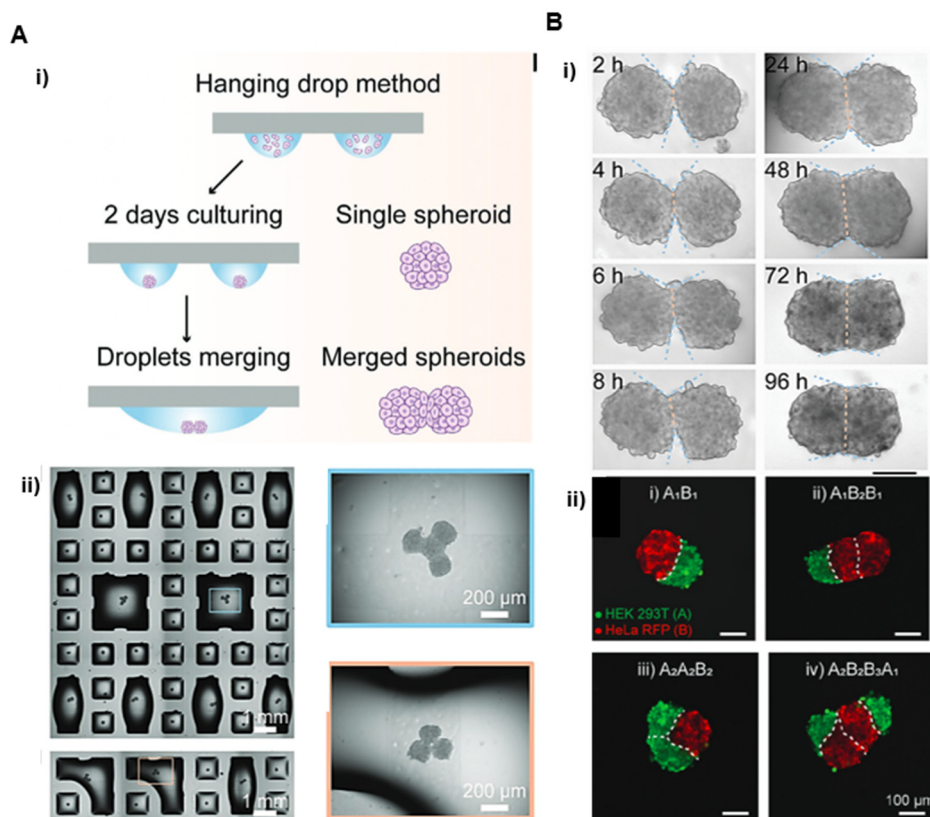 A
B
i)
Hanging drop method
2 days culturing
Single spheroid
Droplets merging
Merged spheroids
ii)
1 mm
200 µm
1 mm
200 µm
I
i)
2 h
24 h
4 h
48 h
6 h
72 h
8 h
96 h
ii)
i) A₁B₁
HEK 293T (A)
HeLa RFP (B)
ii) A₁B₂B₁
iii) A₂A₂B₂
iv) A₂B₂B₃A₁
100 µm